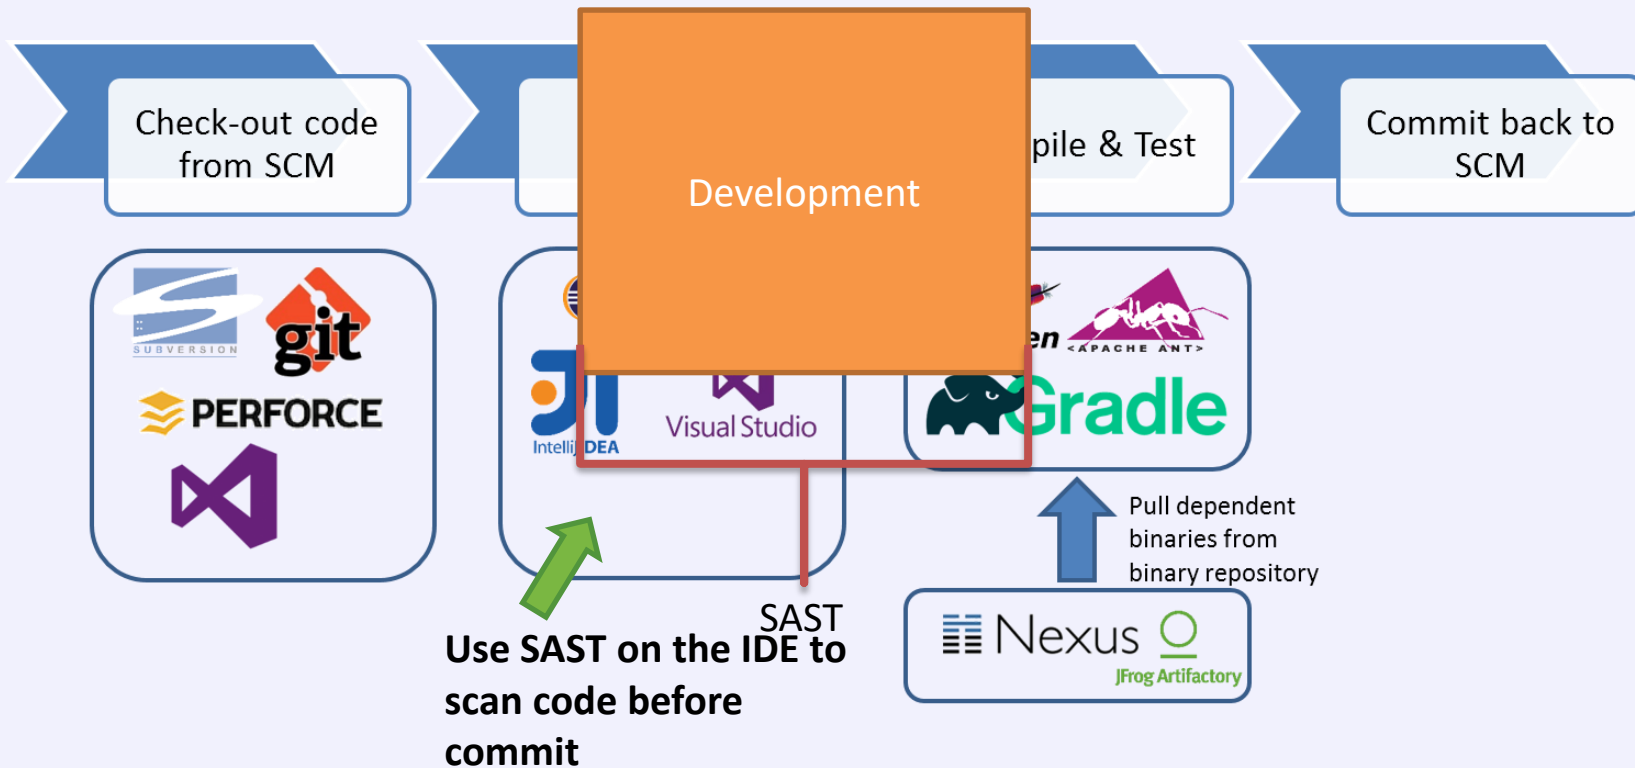 Check-out code
from SCM
Development
pile & Test
Commit back to
SCM
SUBVERSION
git
PERFORCE
IntelliJ IDEA
Visual Studio
en
<APACHE ANT>
Gradle
Pull dependent
binaries from
binary repository
SAST
Use SAST on the IDE to
scan code before
commit
Nexus
JFrog Artifactory